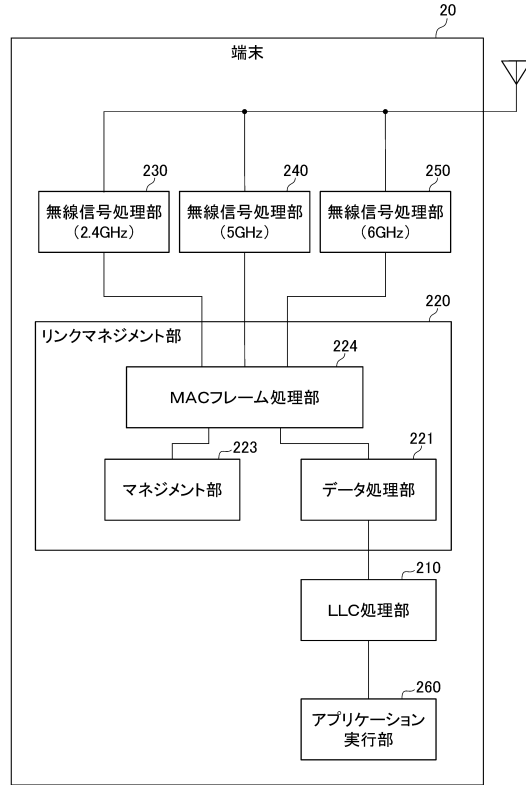 20
端末
230
240
250
無線信号処理部
(2.4GHz)
無線信号処理部
(5GHz)
無線信号処理部
(6GHz)
220
リンクマネジメント部
224
MACフレーム処理部
223
221
マネジメント部
データ処理部
210
LLC処理部
260
アプリケーション
実行部